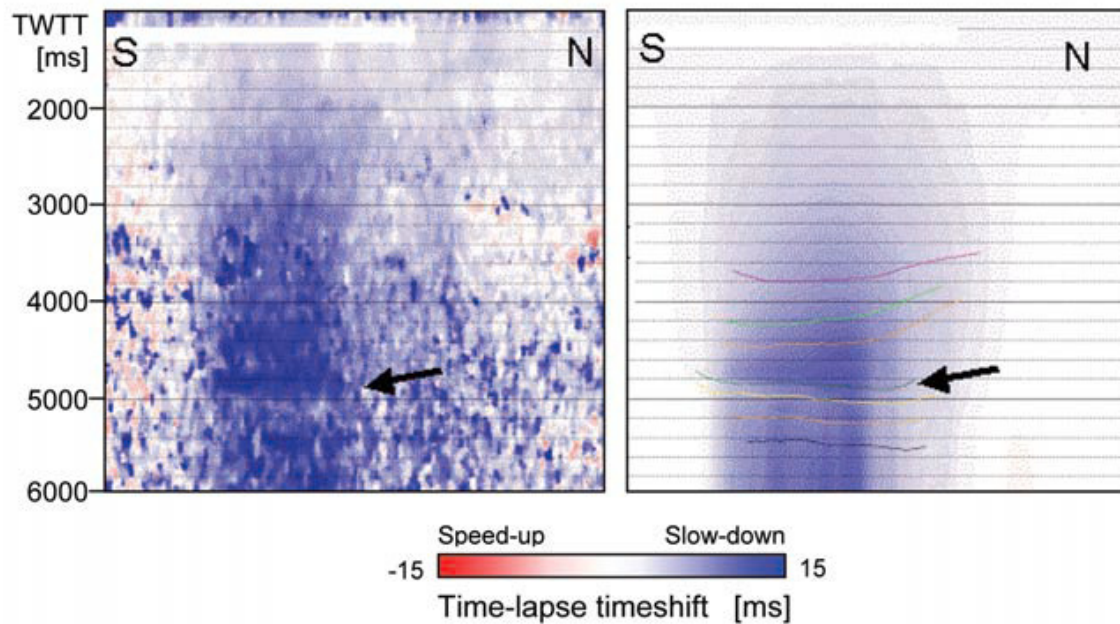 TWTT
[ms]
S N
S N
2000
3000
4000
5000
6000
Speed-up Slow-down
-15 15
Time-lapse timeshift [ms]